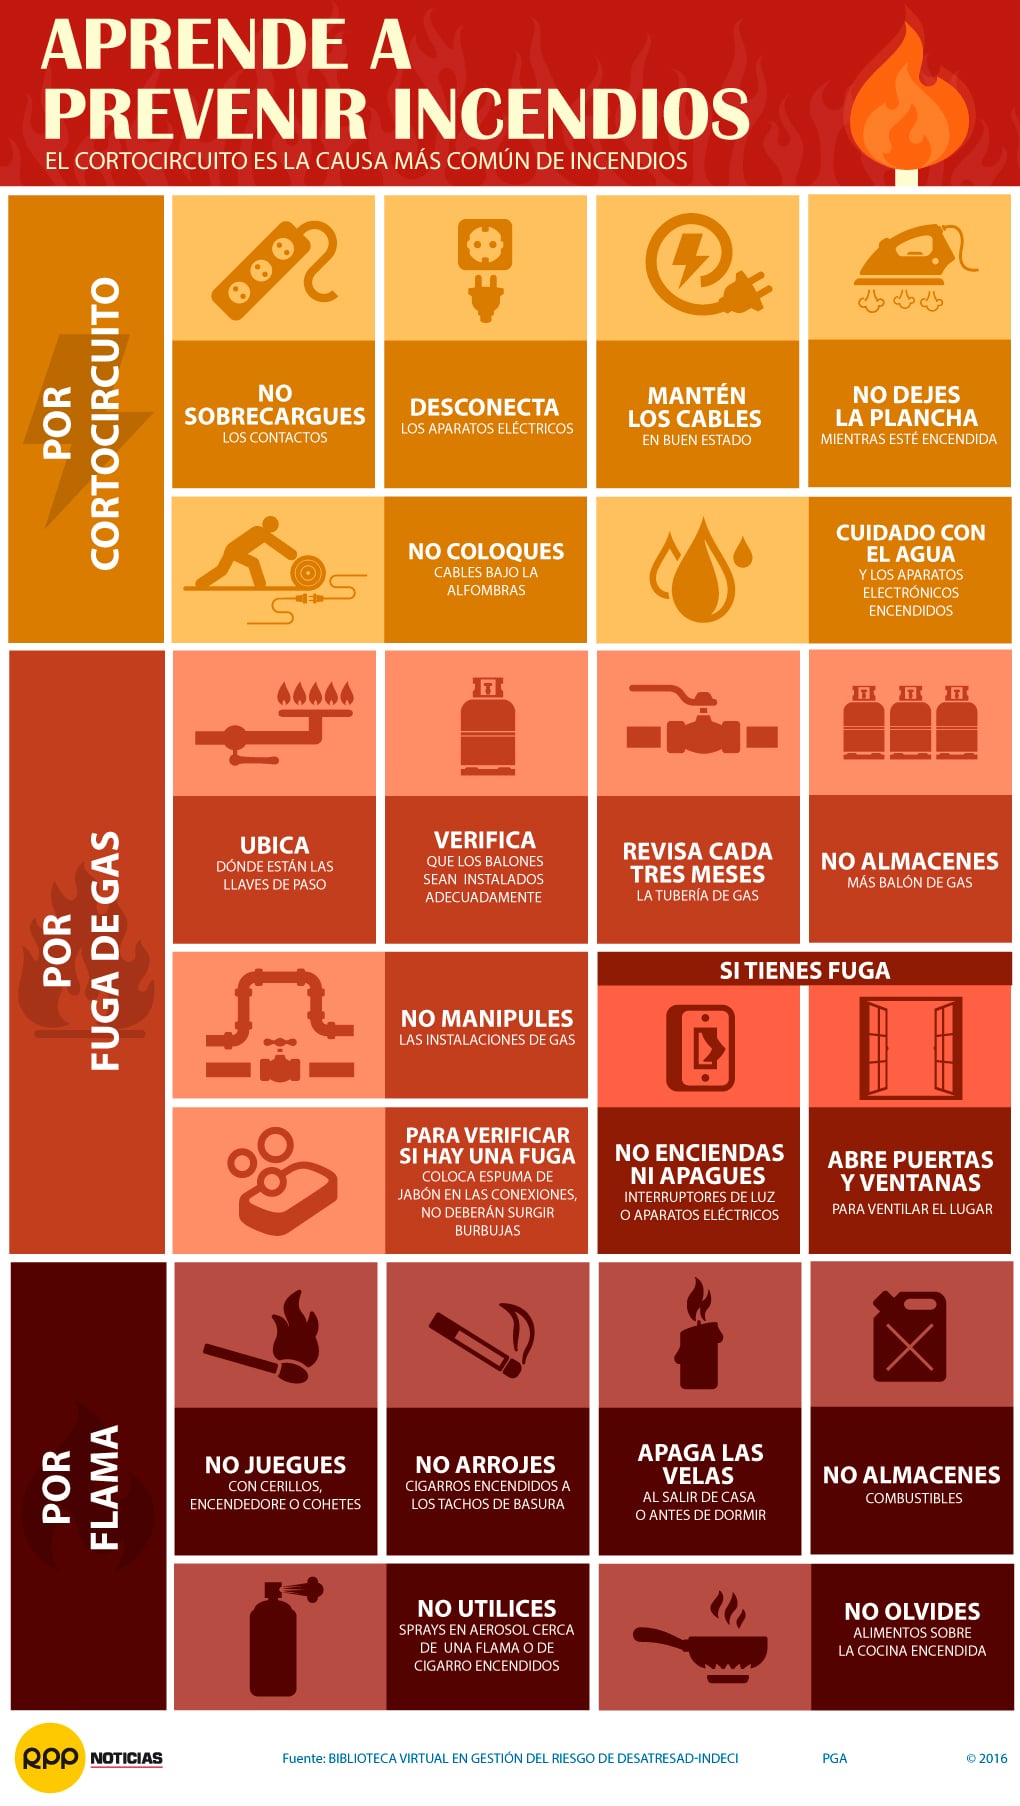 APRENDE A
PREVENIR INCENDIOS
EL CORTOCIRCUITO ES LA CAUSA MÁS COMÚN DE INCENDIOS
POR
CORTOCIRCUITO
NO
SOBRECARGUES
LOS CONTACTOS
DESCONECTA
LOS APARATOS ELÉCTRICOS
MANTÉN
LOS CABLES
EN BUEN ESTADO
NO DEJES
LA PLANCHA
MIENTRAS ESTÉ ENCENDIDA
NO COLOQUES
CABLES BAJO LA
ALFOMBRAS
CUIDADO CON
EL AGUA
Y LOS APARATOS
ELECTRÓNICOS
ENCENDIDOS
POR
FUGA DE GAS
UBICA
DÓNDE ESTÁN LAS
LLAVES DE PASO
VERIFICA
QUE LOS BALONES
SEAN INSTALADOS
ADECUADAMENTE
REVISA CADA
TRES MESES
LA TUBERÍA DE GAS
NO ALMACENES
MÁS BALÓN DE GAS
NO MANIPULES
LAS INSTALACIONES DE GAS
PARA VERIFICAR
SI HAY UNA FUGA
COLOCA ESPUMA DE
JABÓN EN LAS CONEXIONES,
NO DEBERÁN SURGIR
BURBUJAS
SI TIENES FUGA
NO ENCIENDAS
NI APAGUES
INTERRUPTORES DE LUZ
O APARATOS ELÉCTRICOS
ABRE PUERTAS
Y VENTANAS
PARA VENTILAR EL LUGAR
POR
FLAMA
NO JUEGUES
CON CERILLOS,
ENCENDEDORE O COHETES
NO ARROJES
CIGARROS ENCENDIDOS A
LOS TACHOS DE BASURA
APAGA LAS
VELAS
AL SALIR DE CASA
O ANTES DE DORMIR
NO ALMACENES
COMBUSTIBLES
NO UTILICES
SPRAYS EN AEROSOL CERCA
DE UNA FLAMA O DE
CIGARRO ENCENDIDOS
NO OLVIDES
ALIMENTOS SOBRE
LA COCINA ENCENDIDA
RPP NOTICIAS
Fuente: BIBLIOTECA VIRTUAL EN GESTIÓN DEL RIESGO DE DESATRESAD-INDECI
PGA
© 2016